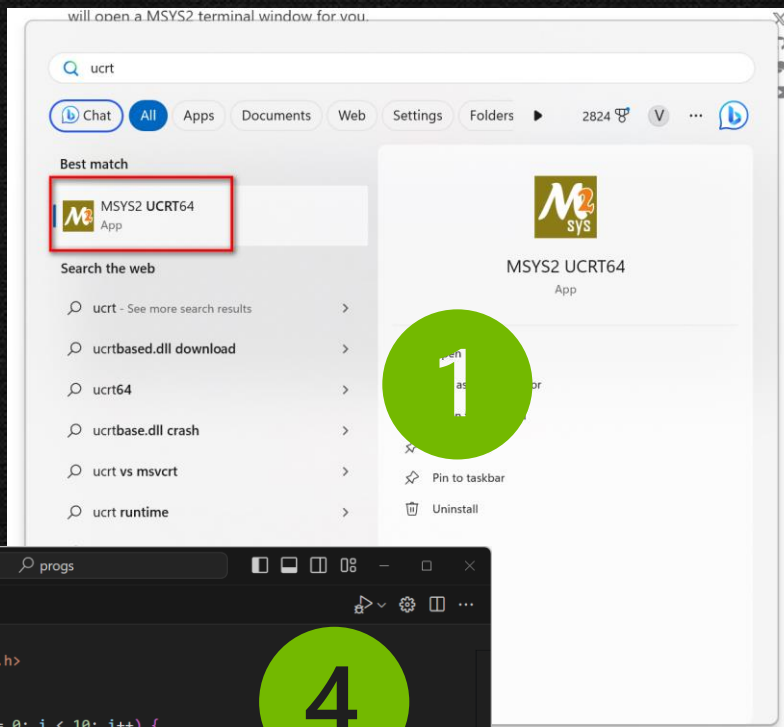 will open a MSYS2 terminal window for you.
ucrt
Chat All Apps Documents Web Settings Folders 2824 V ...
Best match
MSYS2 UCRT64
App
Search the web
ucrt - See more search results
ucrtbased.dll download
ucrt64
ucrtbase.dll crash
ucrt vs msvcrt
ucrt runtime
M2
sys
MSYS2 UCRT64
App
1
Pin to taskbar
Uninstall
progs
.h>
4
= 0; i < 10; i++) {